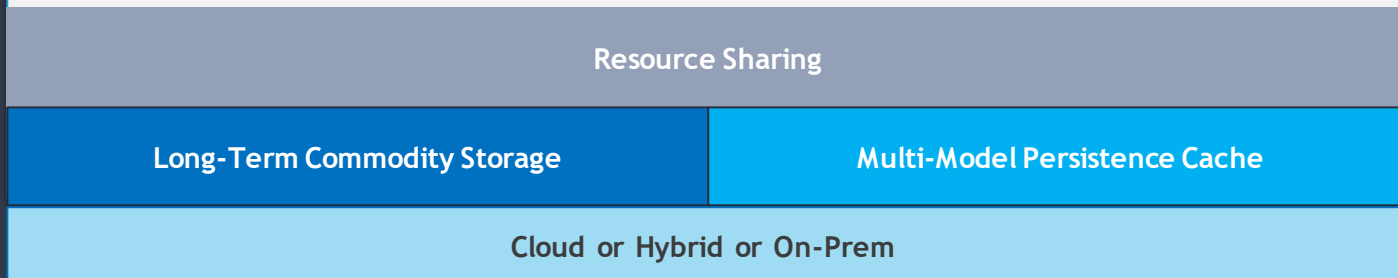 Resource Sharing
Long-Term Commodity Storage
Multi-Model Persistence Cache
Cloud or Hybrid or On-Prem